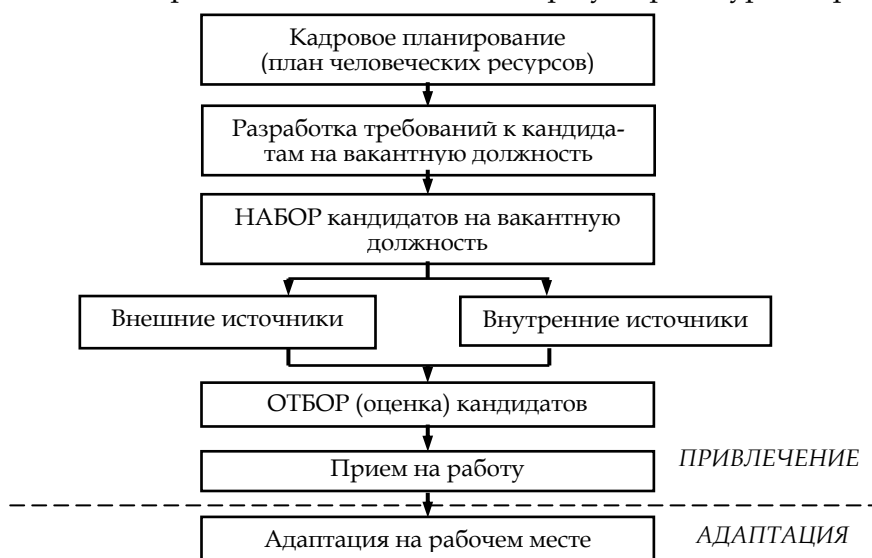 Кадровое планирование
(план человеческих ресурсов)
Разработка требований к кандида-
там на вакантную должность
НАБОР кандидатов на вакантную
должность
Внешние источники
Внутренние источники
ОТБОР (оценка) кандидатов
Прием на работу
ПРИВЛЕЧЕНИЕ
Адаптация на рабочем месте
АДАПТАЦИЯ